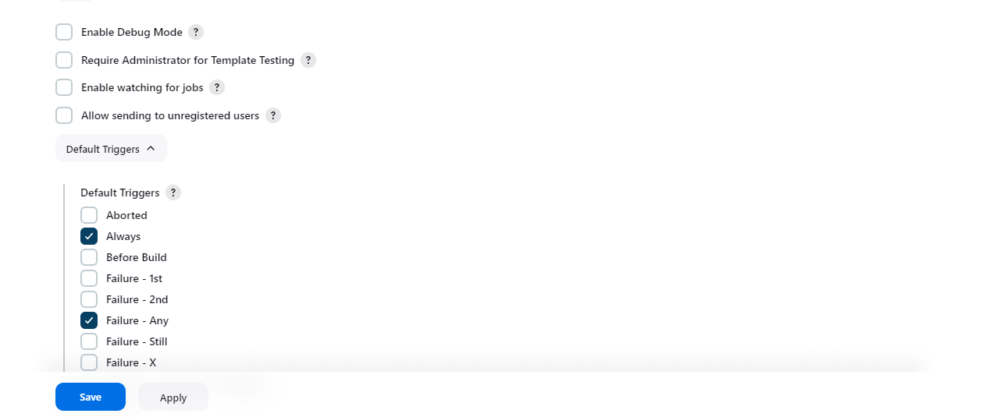 Enable Debug Mode ?
Require Administrator for Template Testing ?
Enable watching for jobs ?
Allow sending to unregistered users ?
Default Triggers
Default Triggers ?
Aborted
Always
Before Build
Failure - 1st
Failure - 2nd
Failure - Any
Failure - Still
Failure - X
Save Apply